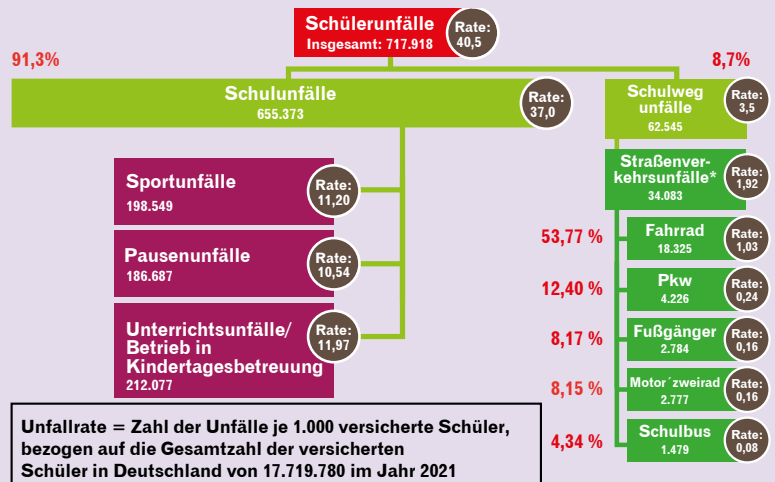 Schülerunfälle
Insgesamt: 717.918
Rate:
40,5
91,3%
8,7%
Schulunfälle
655.373
Rate:
37,0
Schulweg
unfälle
62.545
Rate:
3,5
Sportunfälle
198.549
Rate:
11,20
Pausenunfälle
186.687
Rate:
10,54
Unterrichtsunfälle/
Betrieb in
Kindertagesbetreuung
212.077
Rate:
11,97
Straßenver-
kehrsunfälle*
34.083
Rate:
1,92
53,77 %
Fahrrad
18.325
Rate:
1,03
12,40 %
Pkw
4.226
Rate:
0,24
8,17 %
Fußgänger
2.784
Rate:
0,16
8,15 %
Motor´zweirad
2.777
Rate:
0,16
4,34 %
Schulbus
1.479
Rate:
0,08
Unfallrate = Zahl der Unfälle je 1.000 versicherte Schüler,
bezogen auf die Gesamtzahl der versicherten
Schüler in Deutschland von 17.719.780 im Jahr 2021